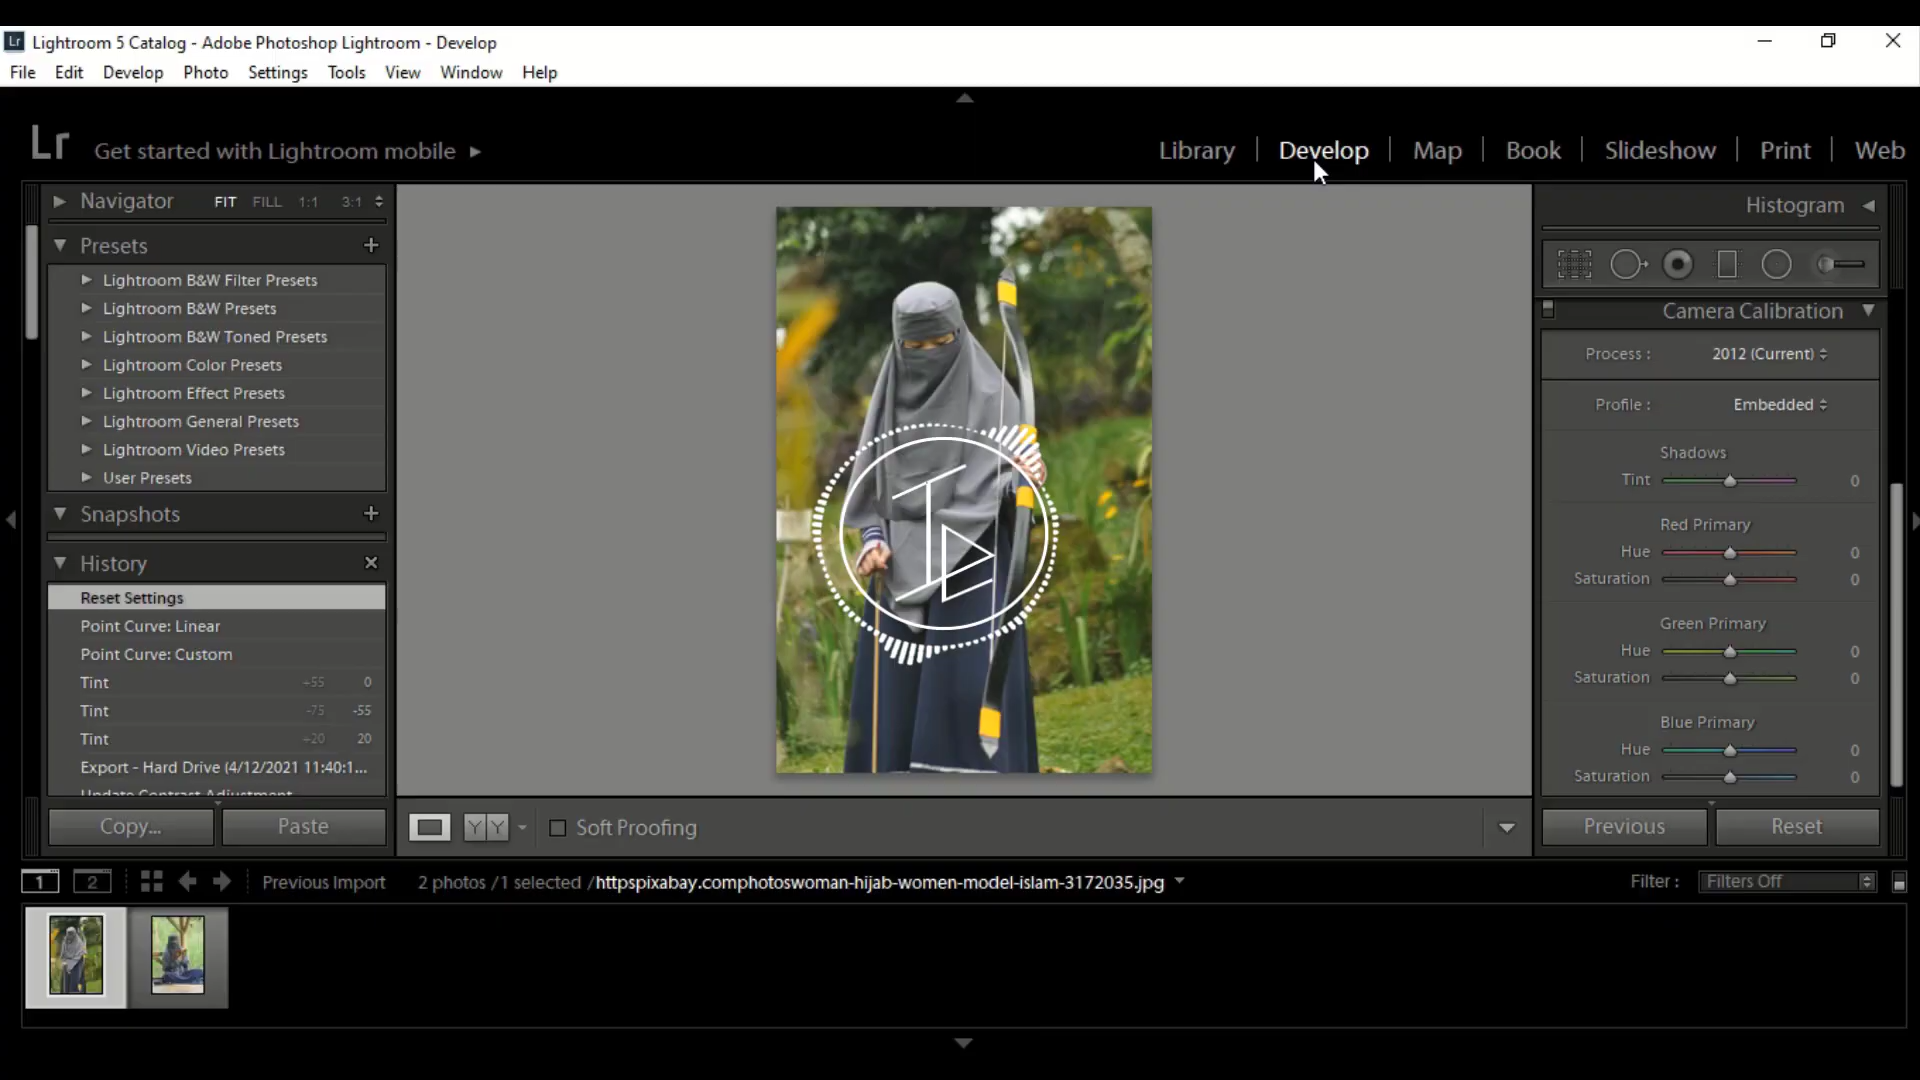 Lr Lightroom 5 Catalog - Adobe Photoshop Lightroom - Develop
File Edit Develop Photo Settings Tools View Window Help
Lr Get started with Lightroom mobile
Library Develop Map Book Slideshow Print Web
Navigator FIT FILL 1:1 3:1
Presets +
Lightroom B&W Filter Presets
Lightroom B&W Presets
Lightroom B&W Toned Presets
Lightroom Color Presets
Lightroom Effect Presets
Lightroom General Presets
Lightroom Video Presets
User Presets
Snapshots +
History
Reset Settings
Point Curve: Linear
Point Curve: Custom
Tint +55 0
Tint -75 -55
Tint +20 20
Export - Hard Drive (4/12/2021 11:40:1...
Update Contrast Adjustment
Copy... Paste
Y Y Soft Proofing
Histogram
Camera Calibration
Process : 2012 (Current)
Profile : Embedded
Shadows
Tint 0
Red Primary
Hue 0
Saturation 0
Green Primary
Hue 0
Saturation 0
Blue Primary
Hue 0
Saturation 0
Previous Reset
1 2 Previous Import 2 photos /1 selected /httpspixabay.comphotoswoman-hijab-women-model-islam-3172035.jpg Filter : Filters Off